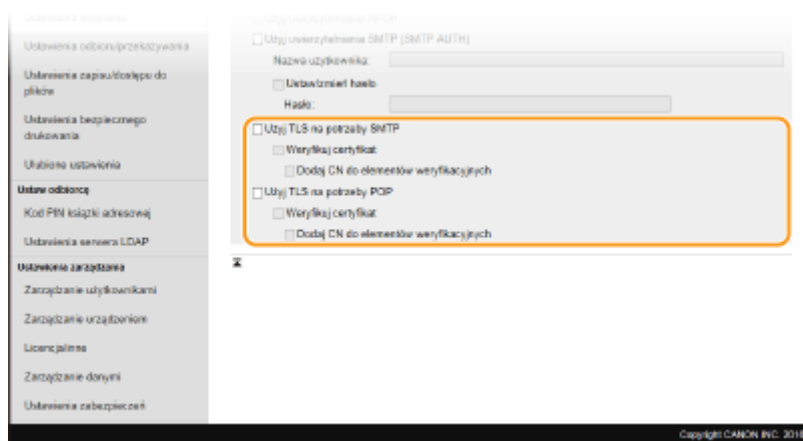 Ustawienia odbioru/przekazywania
Ustawienia zapisu/dostępu do
plików
Ustawienia bezpiecznego
drukowania
Ulubione ustawienia
Ustaw odbiorcę
Kod PIN książki adresowej
Ustawienia serwera LDAP
Ustawienia zarządzania
Zarządzanie użytkownikami
Zarządzanie urządzeniem
Licencja/Inne
Zarządzanie danymi
Ustawienia zabezpieczeń
Użyj uwierzytelnienia SMTP (SMTP AUTH)
Nazwa użytkownika:
Ustaw/zmień hasło
Hasło:
Użyj TLS na potrzeby SMTP
Weryfikuj certyfikat
Dodaj CN do elementów weryfikacyjnych
Użyj TLS na potrzeby POP
Weryfikuj certyfikat
Dodaj CN do elementów weryfikacyjnych
Copyright CANON INC.